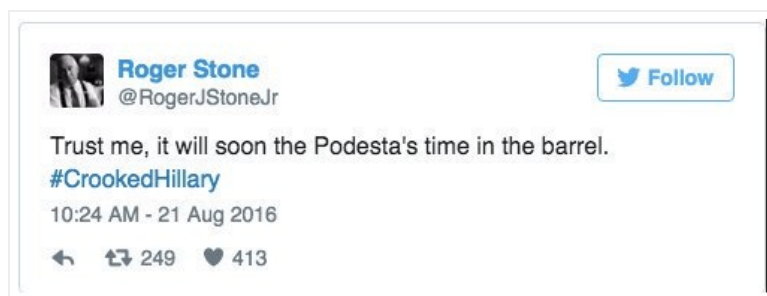 Roger Stone
@RogerJStoneJr
Follow
Trust me, it will soon the Podesta's time in the barrel.
#CrookedHillary
10:24 AM - 21 Aug 2016
249 413